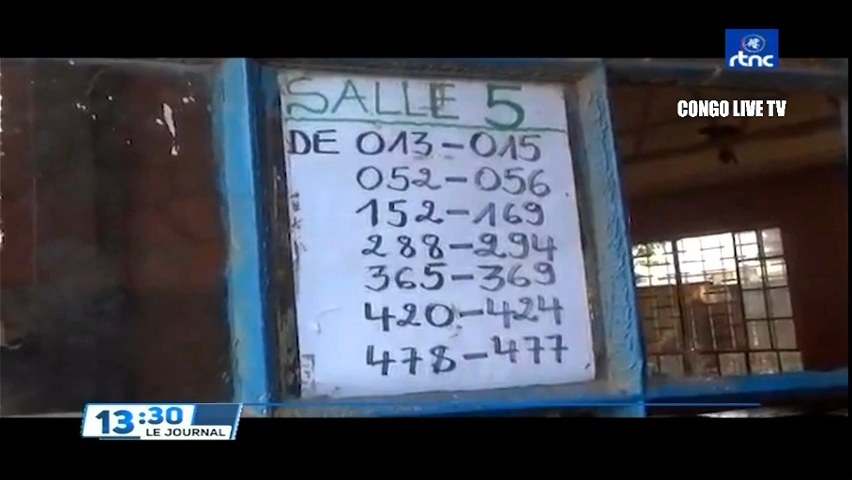 rtnc
CONGO LIVE TV
SALLE 5
DE 013-015
052-056
152-169
288-294
365-369
420-424
478-477
13:30
LE JOURNAL